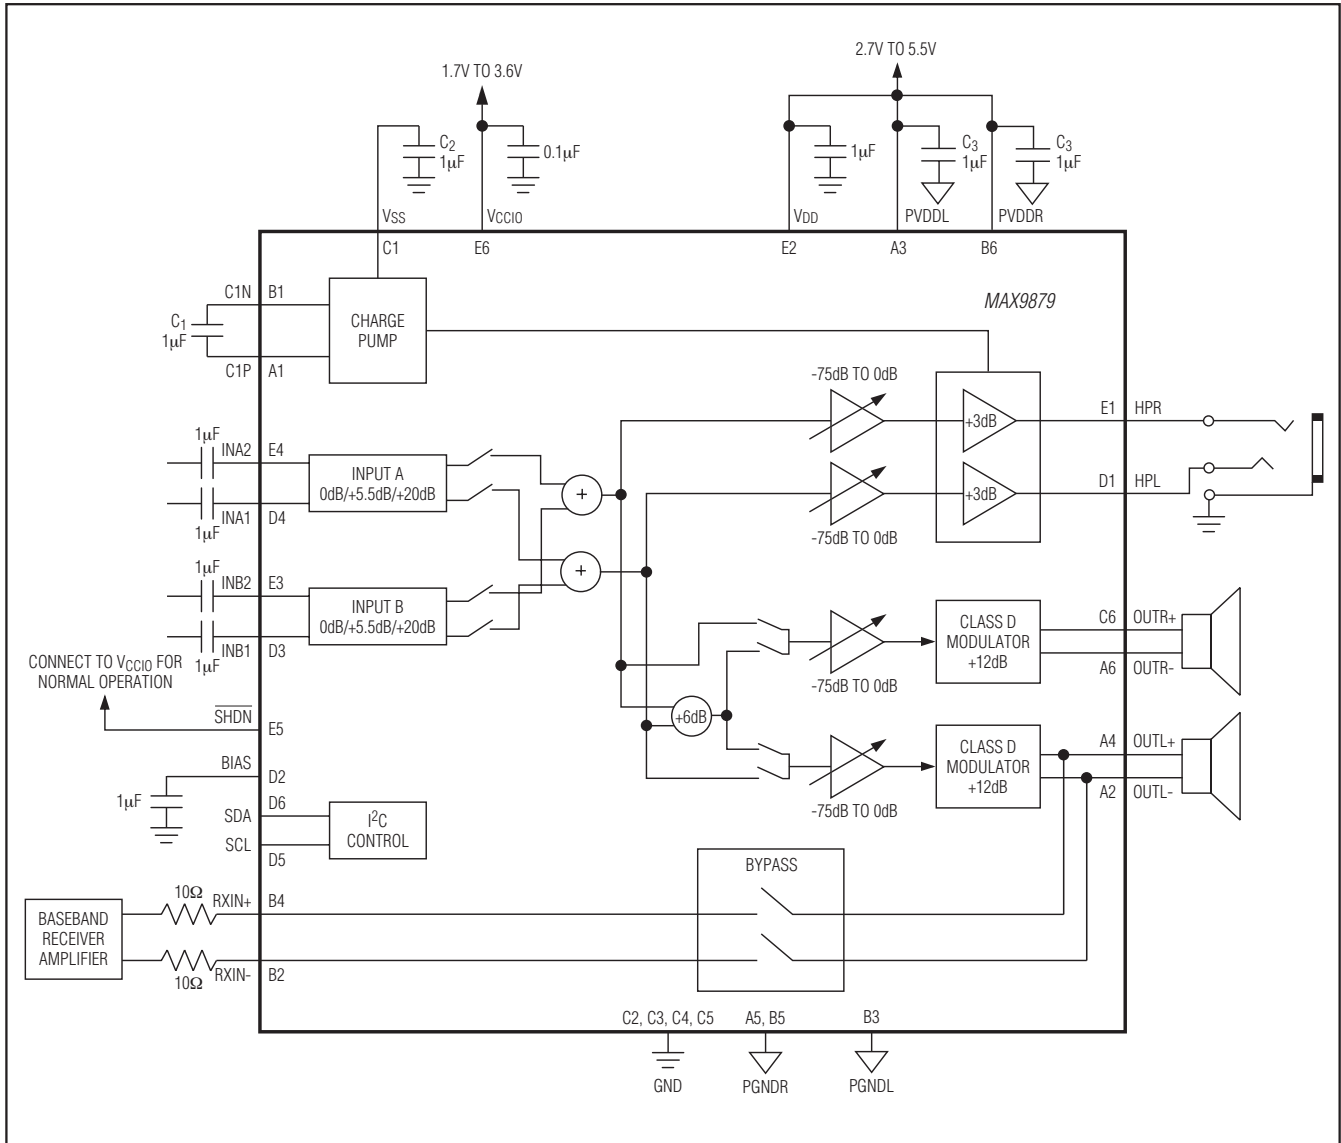 2.7V TO 5.5V
1.7V TO 3.6V
C2
1µF
0.1µF
1µF
C3
1µF
C3
1µF
VSS
VCCIO
VDD
PVDDL
PVDDR
C1
E6
E2
A3
B6
MAX9879
C1N
B1
C1
1µF
CHARGE
PUMP
C1P
A1
-75dB TO 0dB
+3dB
E1
HPR
1µF
INA2
E4
INPUT A
0dB/+5.5dB/+20dB
+
+3dB
D1
HPL
INA1
D4
1µF
-75dB TO 0dB
1µF
INB2
E3
+
INPUT B
0dB/+5.5dB/+20dB
INB1
D3
1µF
CLASS D
MODULATOR
+12dB
C6
OUTR+
A6
OUTR-
-75dB TO 0dB
CONNECT TO VCCIO FOR
NORMAL OPERATION
SHDN
E5
+6dB
CLASS D
MODULATOR
+12dB
A4
OUTL+
A2
OUTL-
-75dB TO 0dB
BIAS
D2
1µF
D6
SDA
I2C
CONTROL
SCL
D5
BYPASS
10Ω
RXIN+
B4
BASEBAND
RECEIVER
AMPLIFIER
10Ω
RXIN-
B2
C2, C3, C4, C5
A5, B5
B3
GND
PGNDR
PGNDL